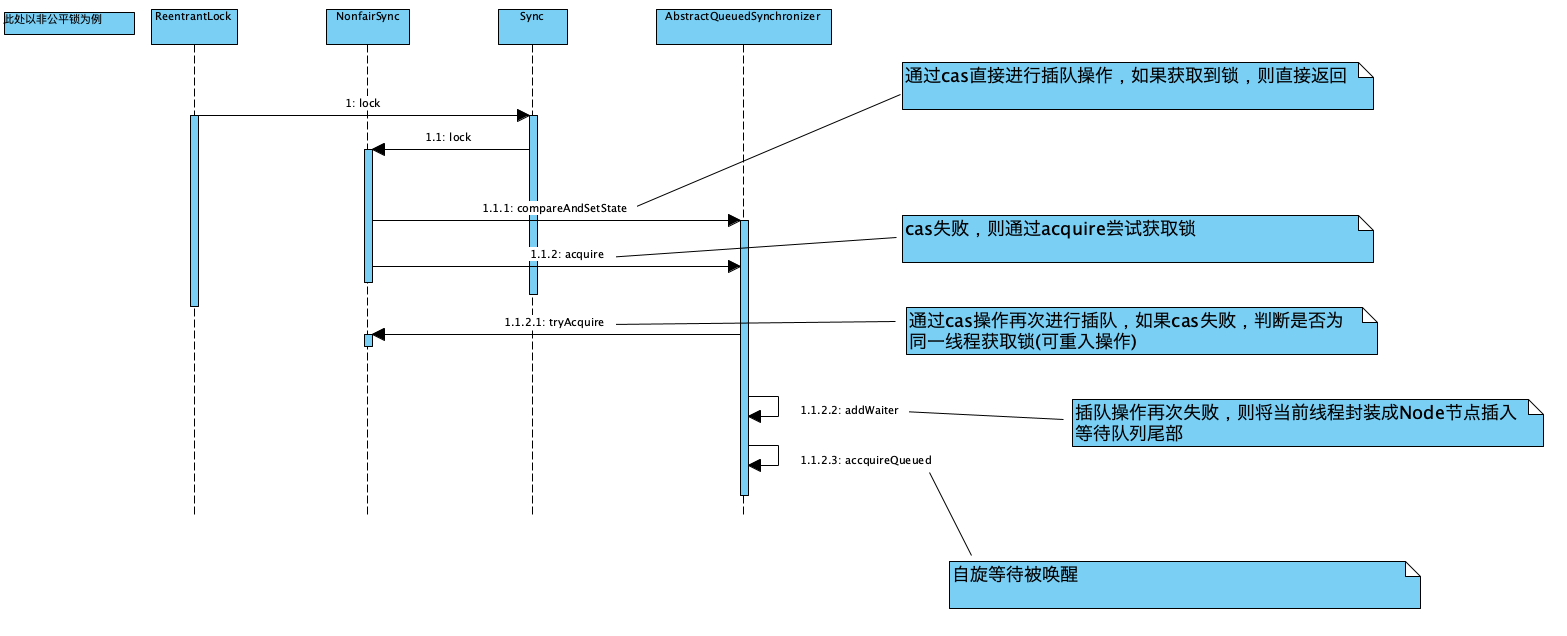 此处以非公平锁为例
ReentrantLock
NonfairSync
Sync
AbstractQueuedSynchronizer
通过cas直接进行插队操作，如果获取到锁，则直接返回
1: lock
1.1: lock
1.1.1: compareAndSetState
cas失败，则通过acquire尝试获取锁
1.1.2: acquire
1.1.2.1: tryAcquire
通过cas操作再次进行插队，如果cas失败，判断是否为
同一线程获取锁(可重入操作)
1.1.2.2: addWaiter
插队操作再次失败，则将当前线程封装成Node节点插入
等待队列尾部
1.1.2.3: accquireQueued
自旋等待被唤醒